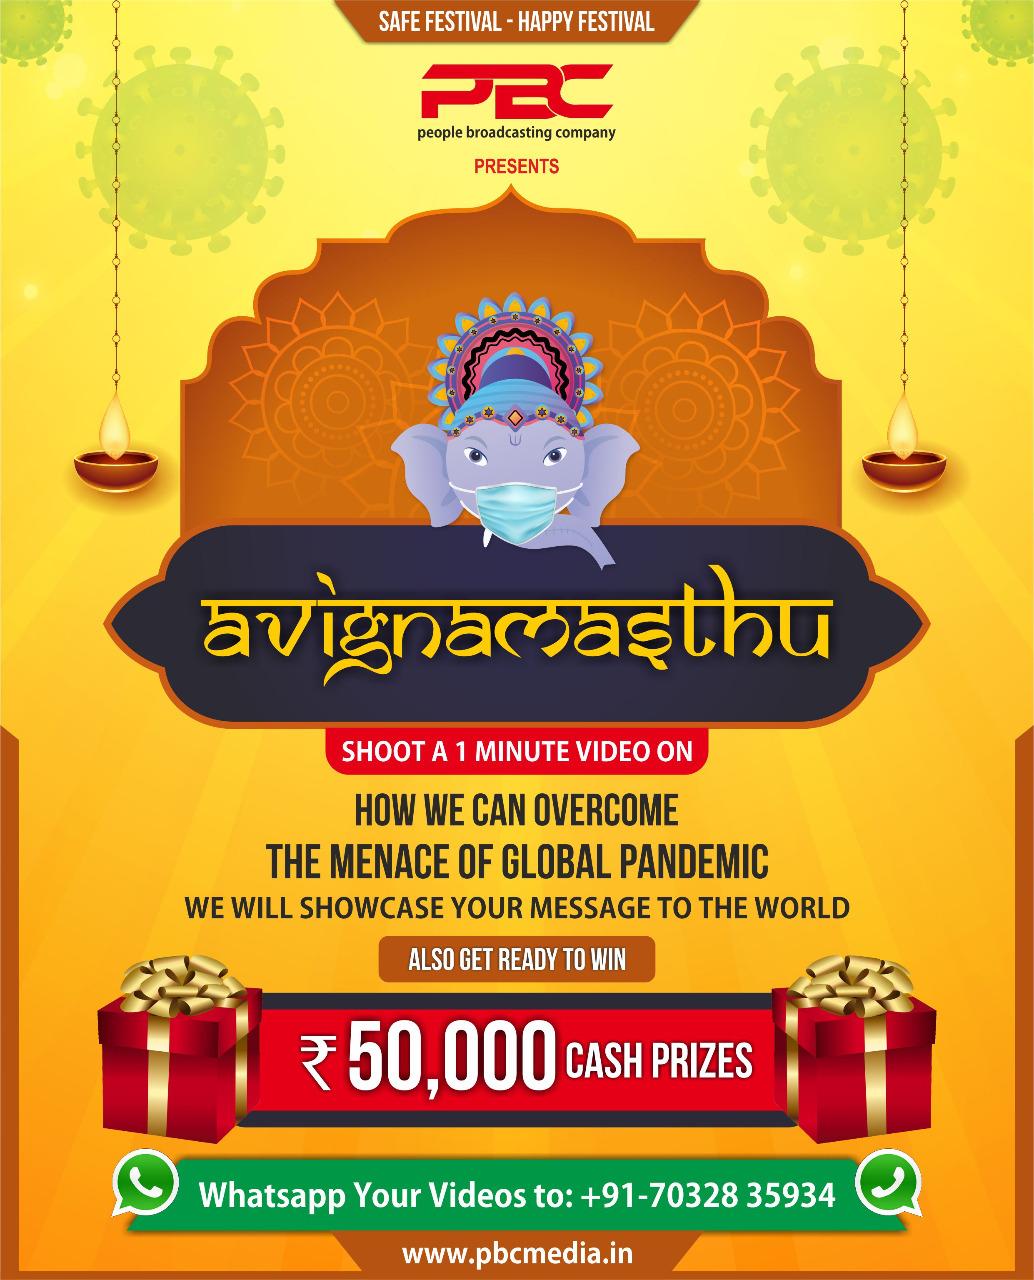 SAFE FESTIVAL - HAPPY FESTIVAL
PBC
people broadcasting company
PRESENTS
avignamasthu
SHOOT A 1 MINUTE VIDEO ON
HOW WE CAN OVERCOME
THE MENACE OF GLOBAL PANDEMIC
WE WILL SHOWCASE YOUR MESSAGE TO THE WORLD
ALSO GET READY TO WIN
₹ 50,000 CASH PRIZES
Whatsapp Your Videos to: +91-70328 35934
www.pbcmedia.in